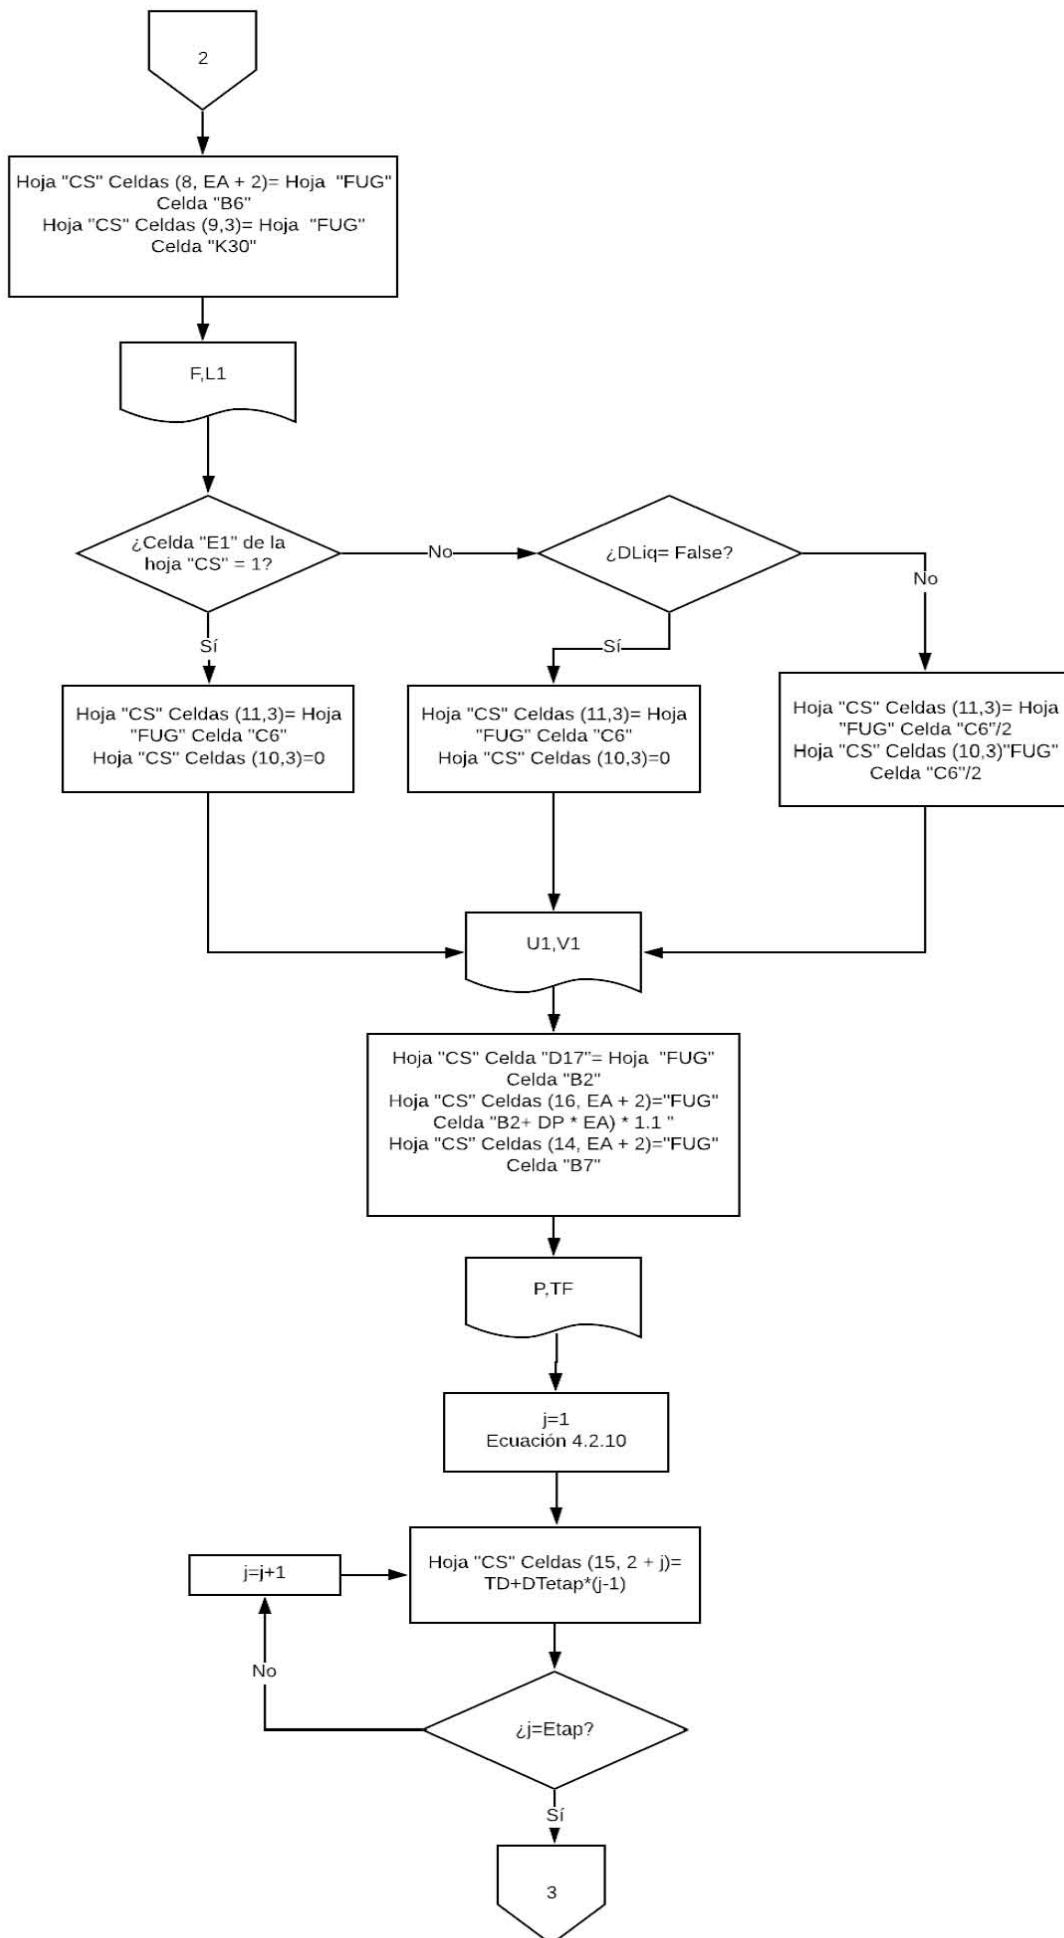 2
Hoja "CS" Celdas (8, EA + 2)= Hoja  "FUG"
Celda "B6"
Hoja "CS" Celdas (9,3)= Hoja  "FUG"
Celda "K30"
F,L1
¿Celda "E1" de la
hoja "CS" = 1?
No
¿DLiq= False?
No
Sí
Sí
Hoja "CS" Celdas (11,3)= Hoja
"FUG" Celda "C6"
Hoja "CS" Celdas (10,3)=0
Hoja "CS" Celdas (11,3)= Hoja
"FUG" Celda "C6"
Hoja "CS" Celdas (10,3)=0
Hoja "CS" Celdas (11,3)= Hoja
"FUG" Celda "C6"/2
Hoja "CS" Celdas (10,3)"FUG"
Celda "C6"/2
U1,V1
Hoja "CS" Celda "D17"= Hoja  "FUG"
Celda "B2"
Hoja "CS" Celdas (16, EA + 2)="FUG"
Celda "B2+ DP * EA) * 1.1 "
Hoja "CS" Celdas (14, EA + 2)="FUG"
Celda "B7"
P,TF
j=1
Ecuación 4.2.10
Hoja "CS" Celdas (15, 2 + j)=
TD+DTetap*(j-1)
j=j+1
No
¿j=Etap?
Sí
3